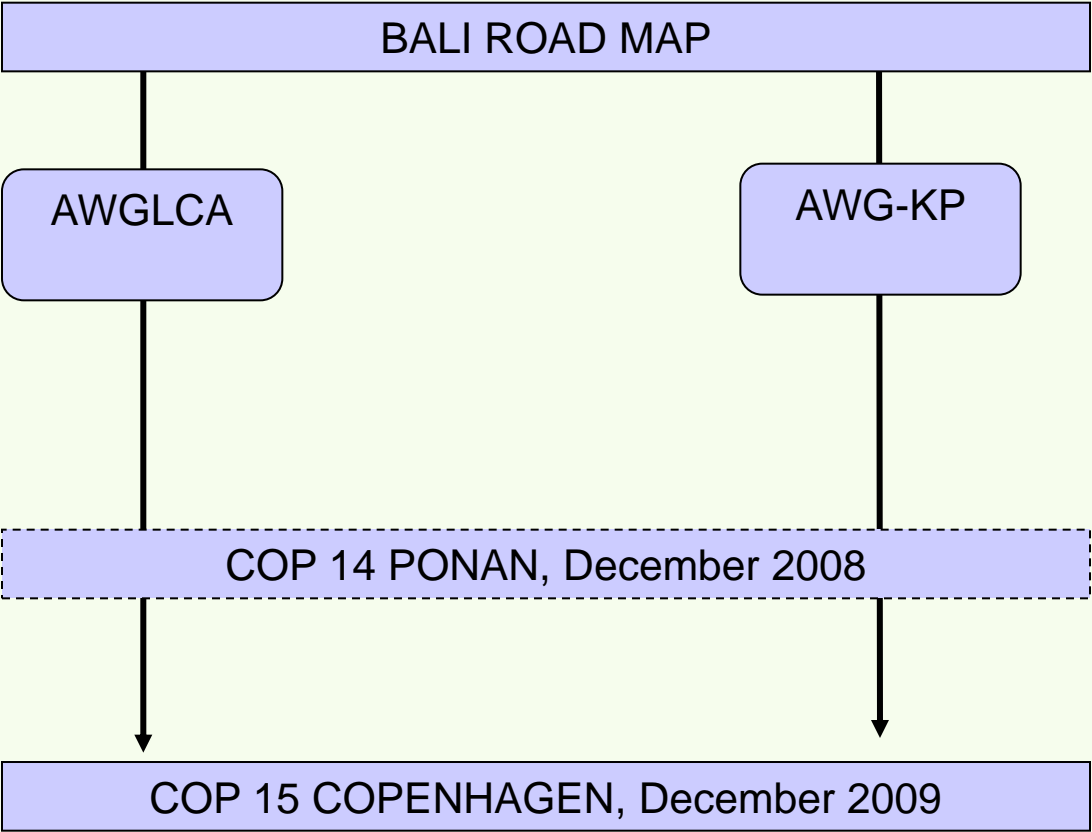 BALI ROAD MAP
AWGLCA
AWG-KP
COP 14 PONAN, December 2008
COP 15 COPENHAGEN, December 2009